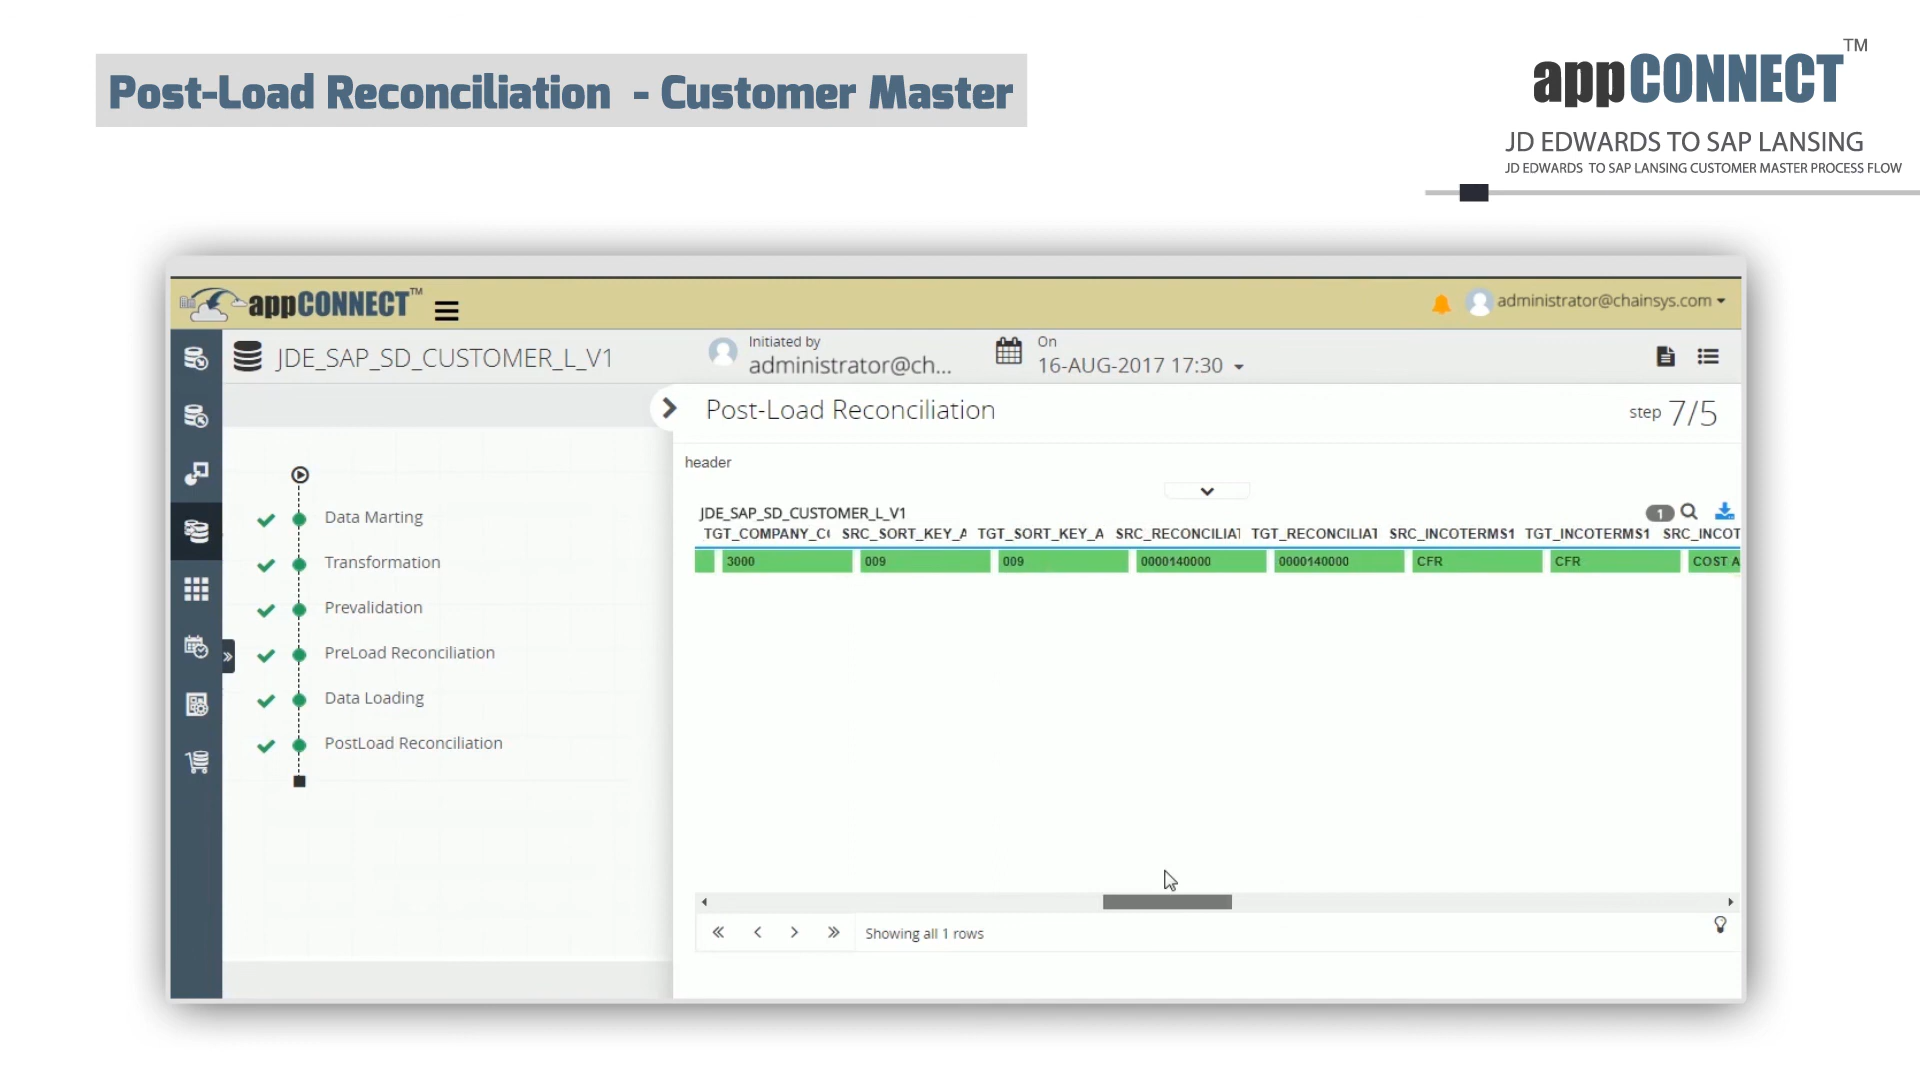 Post-Load Reconciliation - Customer Master
appCONNECT™
JD EDWARDS TO SAP LANSING
JD EDWARDS TO SAP LANSING CUSTOMER MASTER PROCESS FLOW
appCONNECT™
administrator@chainsys.com
JDE_SAP_SD_CUSTOMER_L_V1
Initiated by
administrator@ch...
On
16-AUG-2017 17:30
Post-Load Reconciliation
step 7/5
Data Marting
Transformation
Prevalidation
PreLoad Reconciliation
Data Loading
PostLoad Reconciliation
header
JDE_SAP_SD_CUSTOMER_L_V1
1
TGT_COMPANY_C SRC_SORT_KEY_A TGT_SORT_KEY_A SRC_RECONCILIAT TGT_RECONCILIAT SRC_INCOTERMS1 TGT_INCOTERMS1 SRC_INCOT
3000 009 009 0000140000 0000140000 CFR CFR COST A
Showing all 1 rows